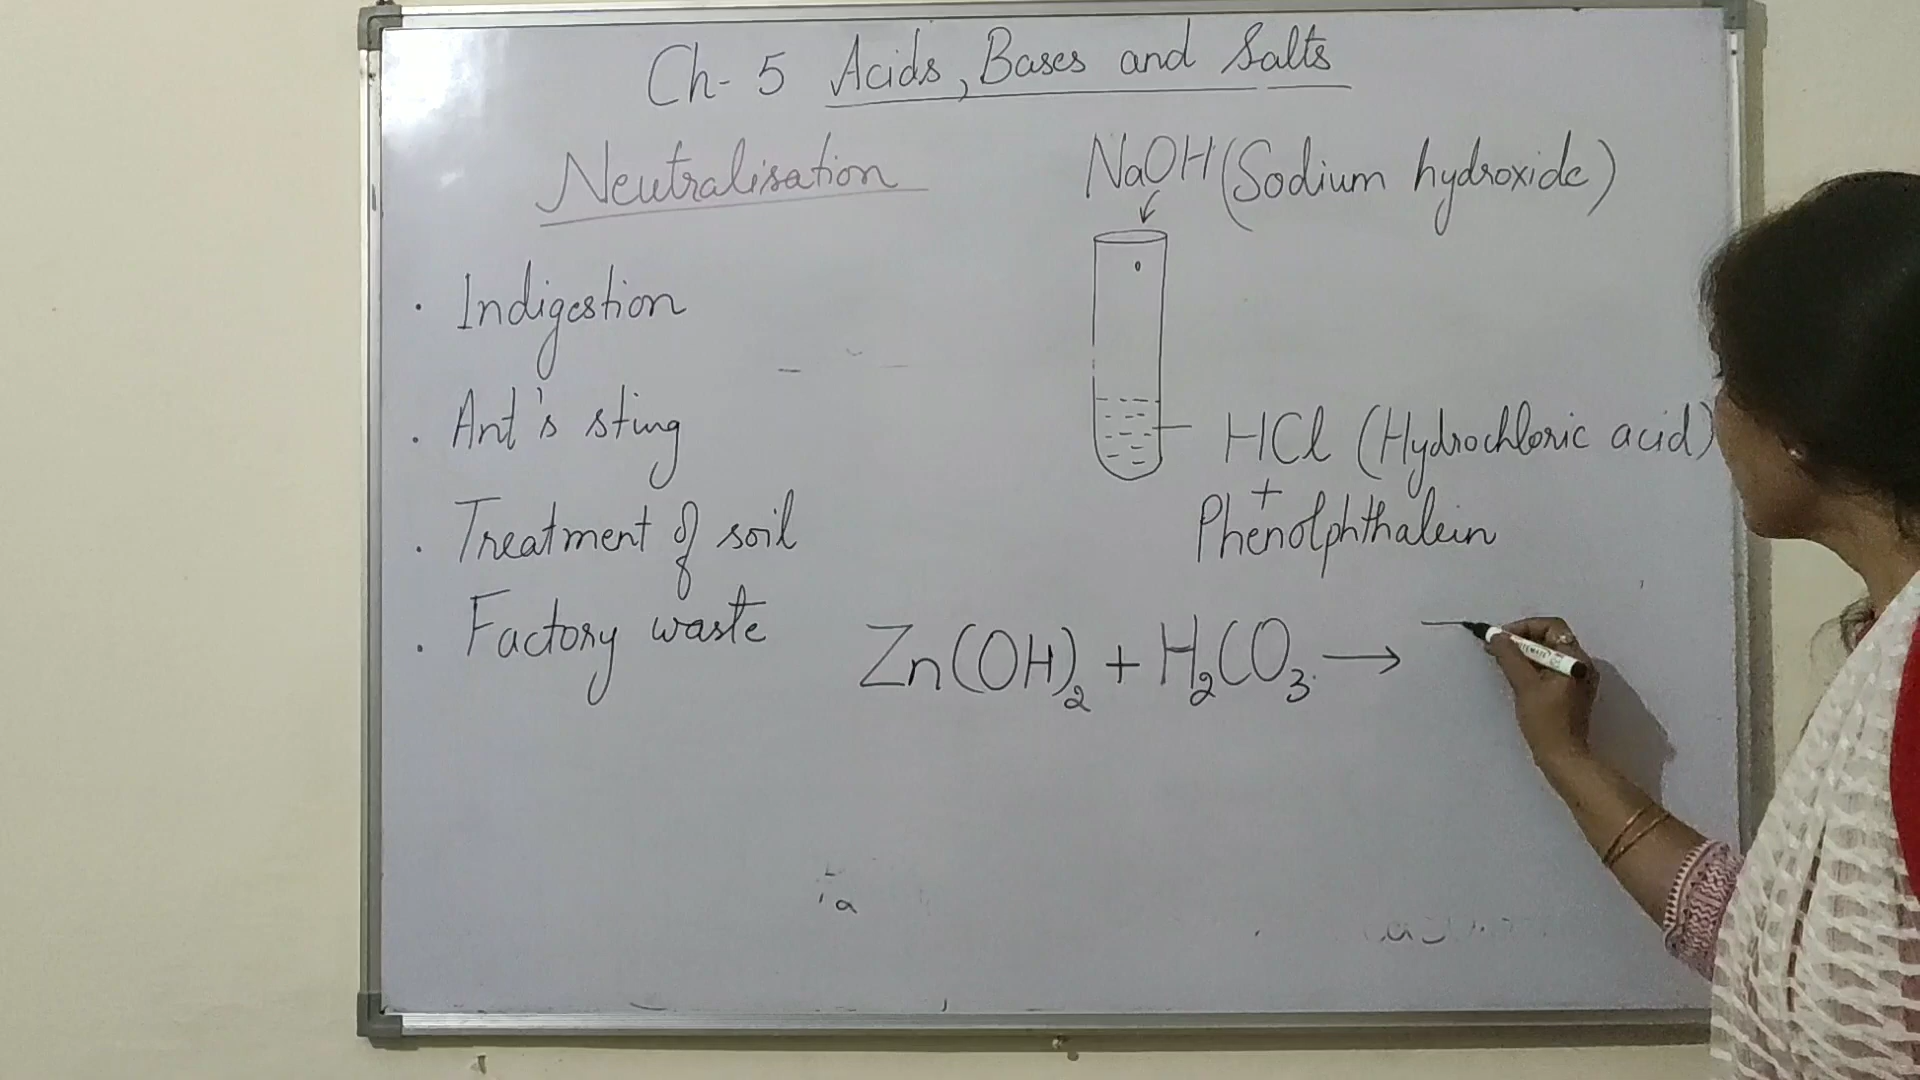 Ch- 5 Acids, Bases and Salts
Neutralisation
NaOH (Sodium hydroxide)
. Indigestion
. Ant's sting
. Treatment of soil
. Factory waste
HCl (Hydrochloric acid)
+
Phenolphthalein
Zn(OH)₂ + H₂CO₃ →